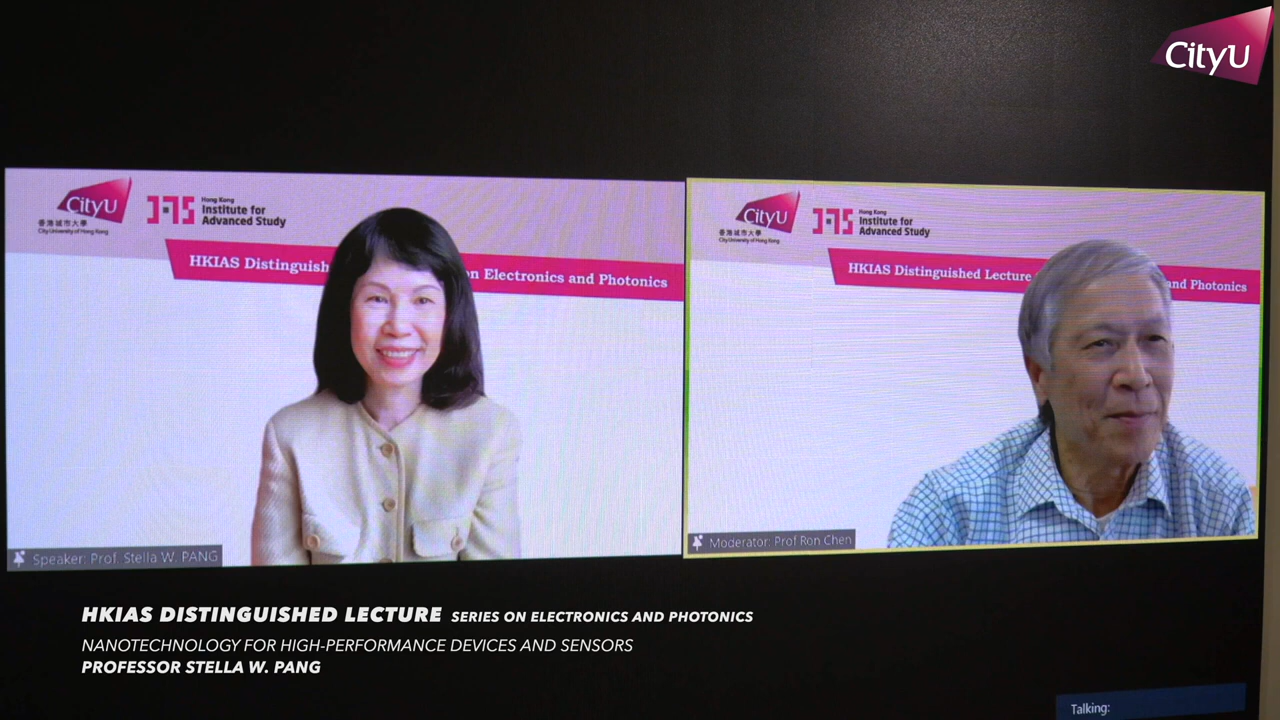 CityU
CityU
香港城市大學
City University of Hong Kong
Hong Kong
Institute for
Advanced Study
HKIAS Distinguish on Electronics and Photonics
Speaker: Prof. Stella W. PANG
CityU
香港城市大學
City University of Hong Kong
Hong Kong
Institute for
Advanced Study
HKIAS Distinguished Lecture and Photonics
Moderator: Prof Ron Chen
HKIAS DISTINGUISHED LECTURE SERIES ON ELECTRONICS AND PHOTONICS
NANOTECHNOLOGY FOR HIGH-PERFORMANCE DEVICES AND SENSORS
PROFESSOR STELLA W. PANG
Talking: